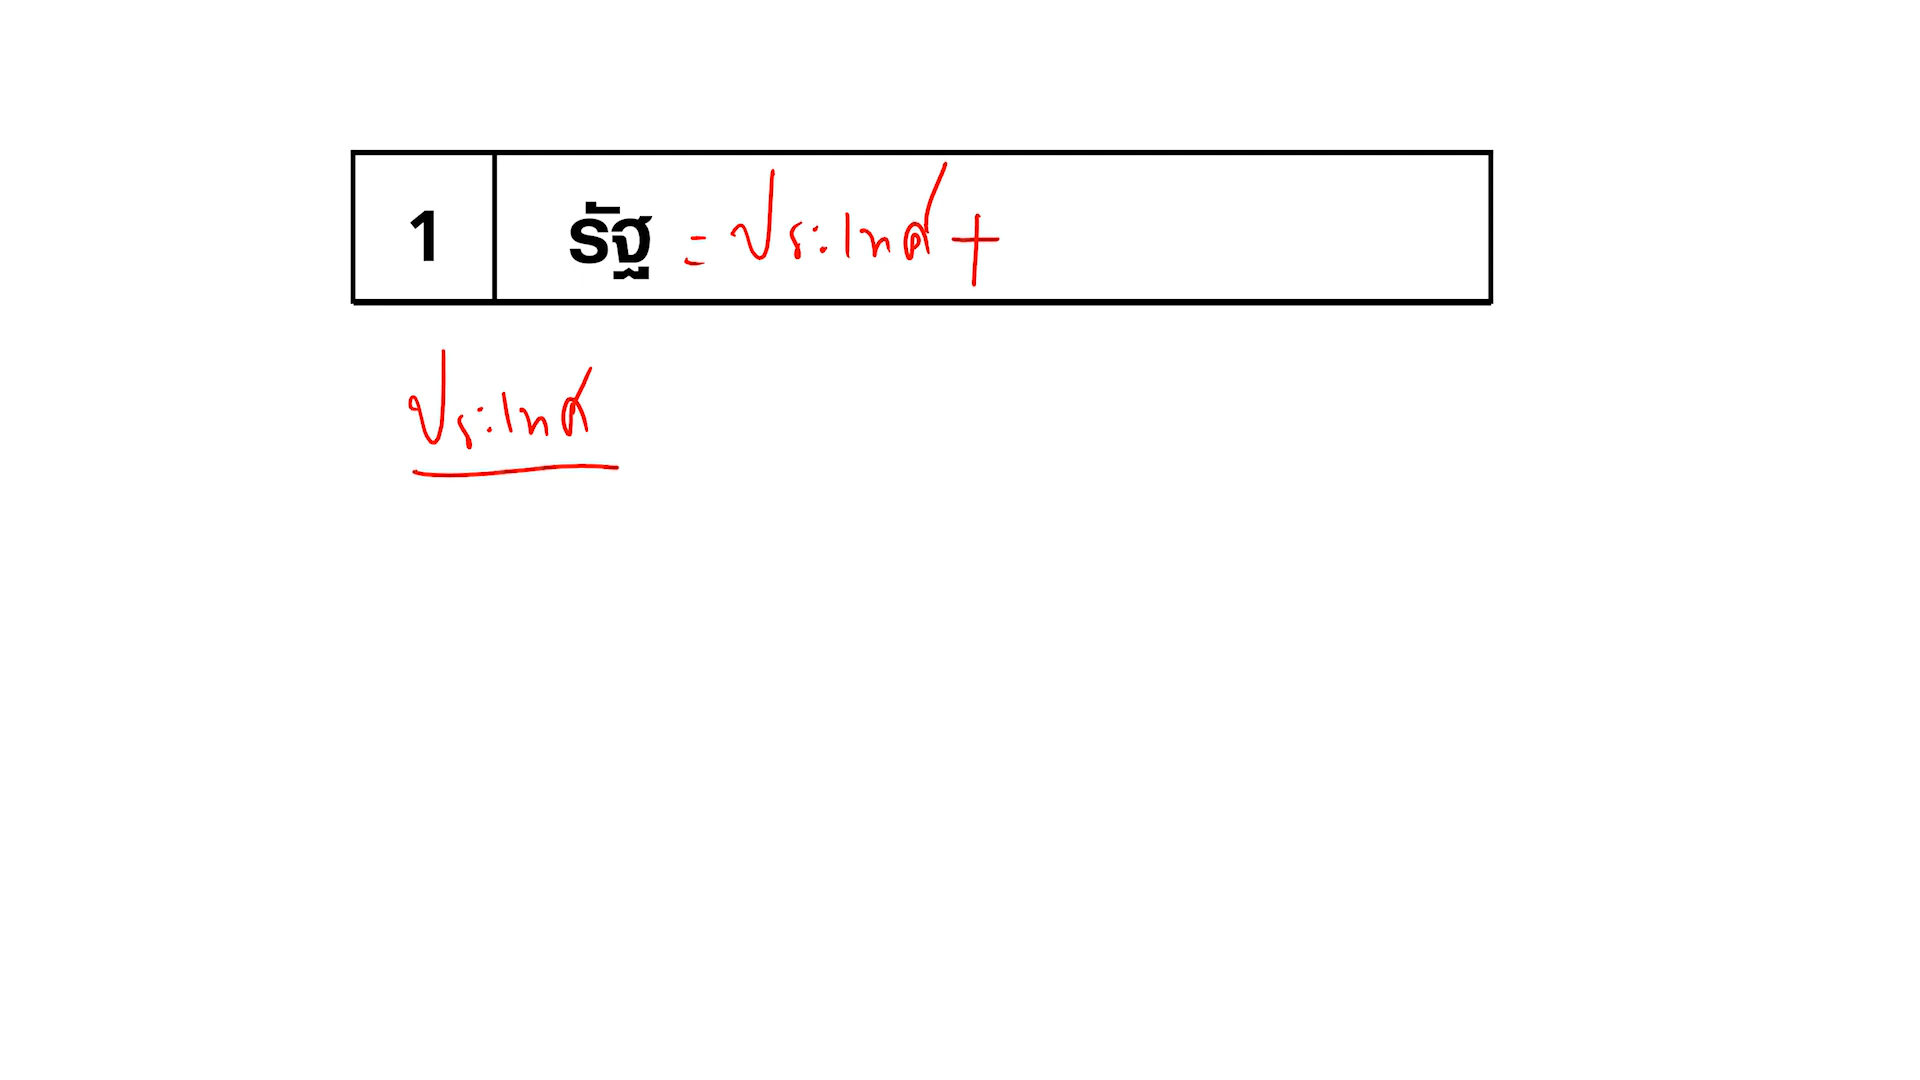 1 รัฐ = ประเทศ +
ประเทศ